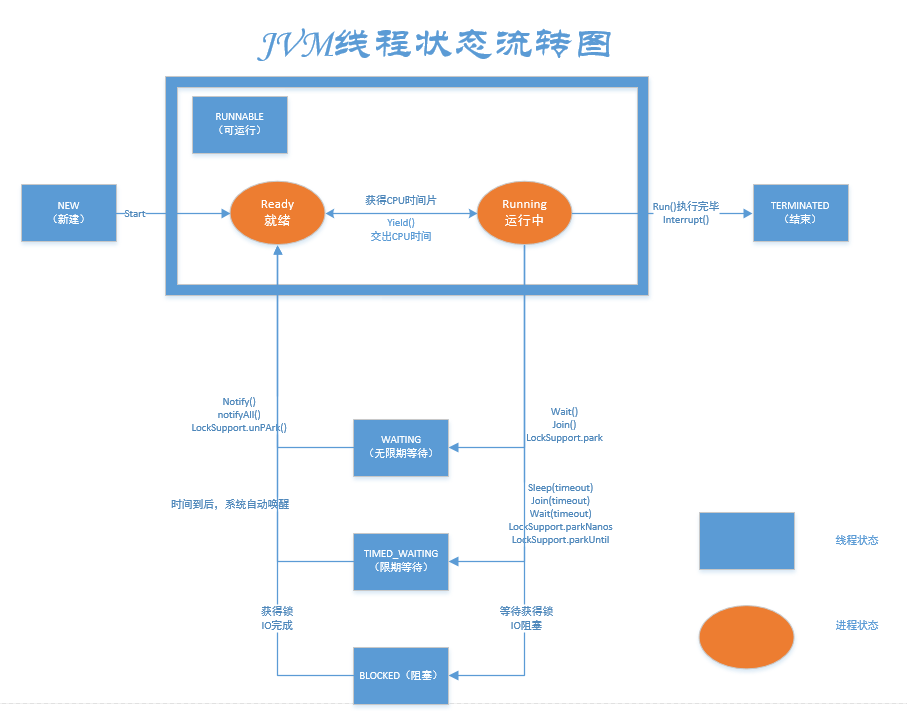 JVM线程状态流转图
RUNNABLE
（可运行）
NEW
（新建）
Start
Ready
就绪
获得CPU时间片
Yield()
交出CPU时间
Running
运行中
Run()执行完毕
Interrupt()
TERMINATED
（结束）
Notify()
notifyAll()
LockSupport.unPArk()
WAITING
（无限期等待）
Wait()
Join()
LockSupport.park
时间到后，系统自动唤醒
Sleep(timeout)
Join(timeout)
Wait(timeout)
LockSupport.parkNanos
LockSupport.parkUntil
TIMED_WAITING
（限期等待）
线程状态
获得锁
IO完成
等待获得锁
IO阻塞
进程状态
BLOCKED（阻塞）